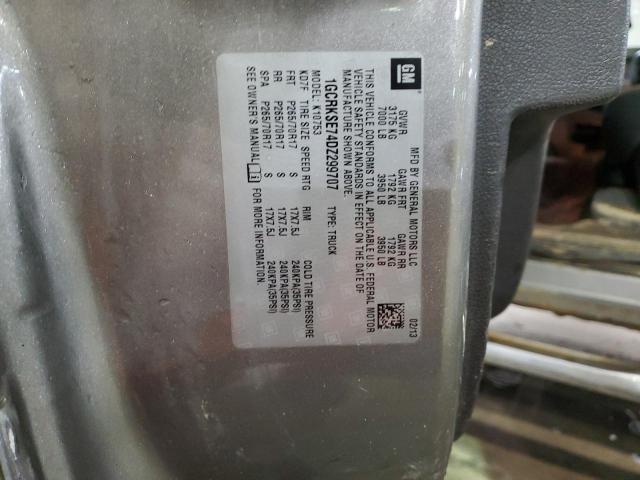 GM
MFD BY GENERAL MOTORS LLC 02/13
GVWR GAWR FRT GAWR RR
3175 KG 1792 KG 1792 KG
7000 LB 3950 LB 3950 LB
THIS VEHICLE CONFORMS TO ALL APPLICABLE U.S. FEDERAL MOTOR
VEHICLE SAFETY STANDARDS IN EFFECT ON THE DATE OF
MANUFACTURE SHOWN ABOVE.
1GCRKSE74DZ299707 TYPE: TRUCK
MODEL: K10753
KD7F TIRE SIZE SPEED RTG RIM COLD TIRE PRESSURE
FRT P265/70R17 S 17X7.5J 240KPA(35PSI)
RR P265/70R17 S 17X7.5J 240KPA(35PSI)
SPA P265/70R17 S 17X7.5J 240KPA(35PSI)
SEE OWNER'S MANUAL FOR MORE INFORMATION.